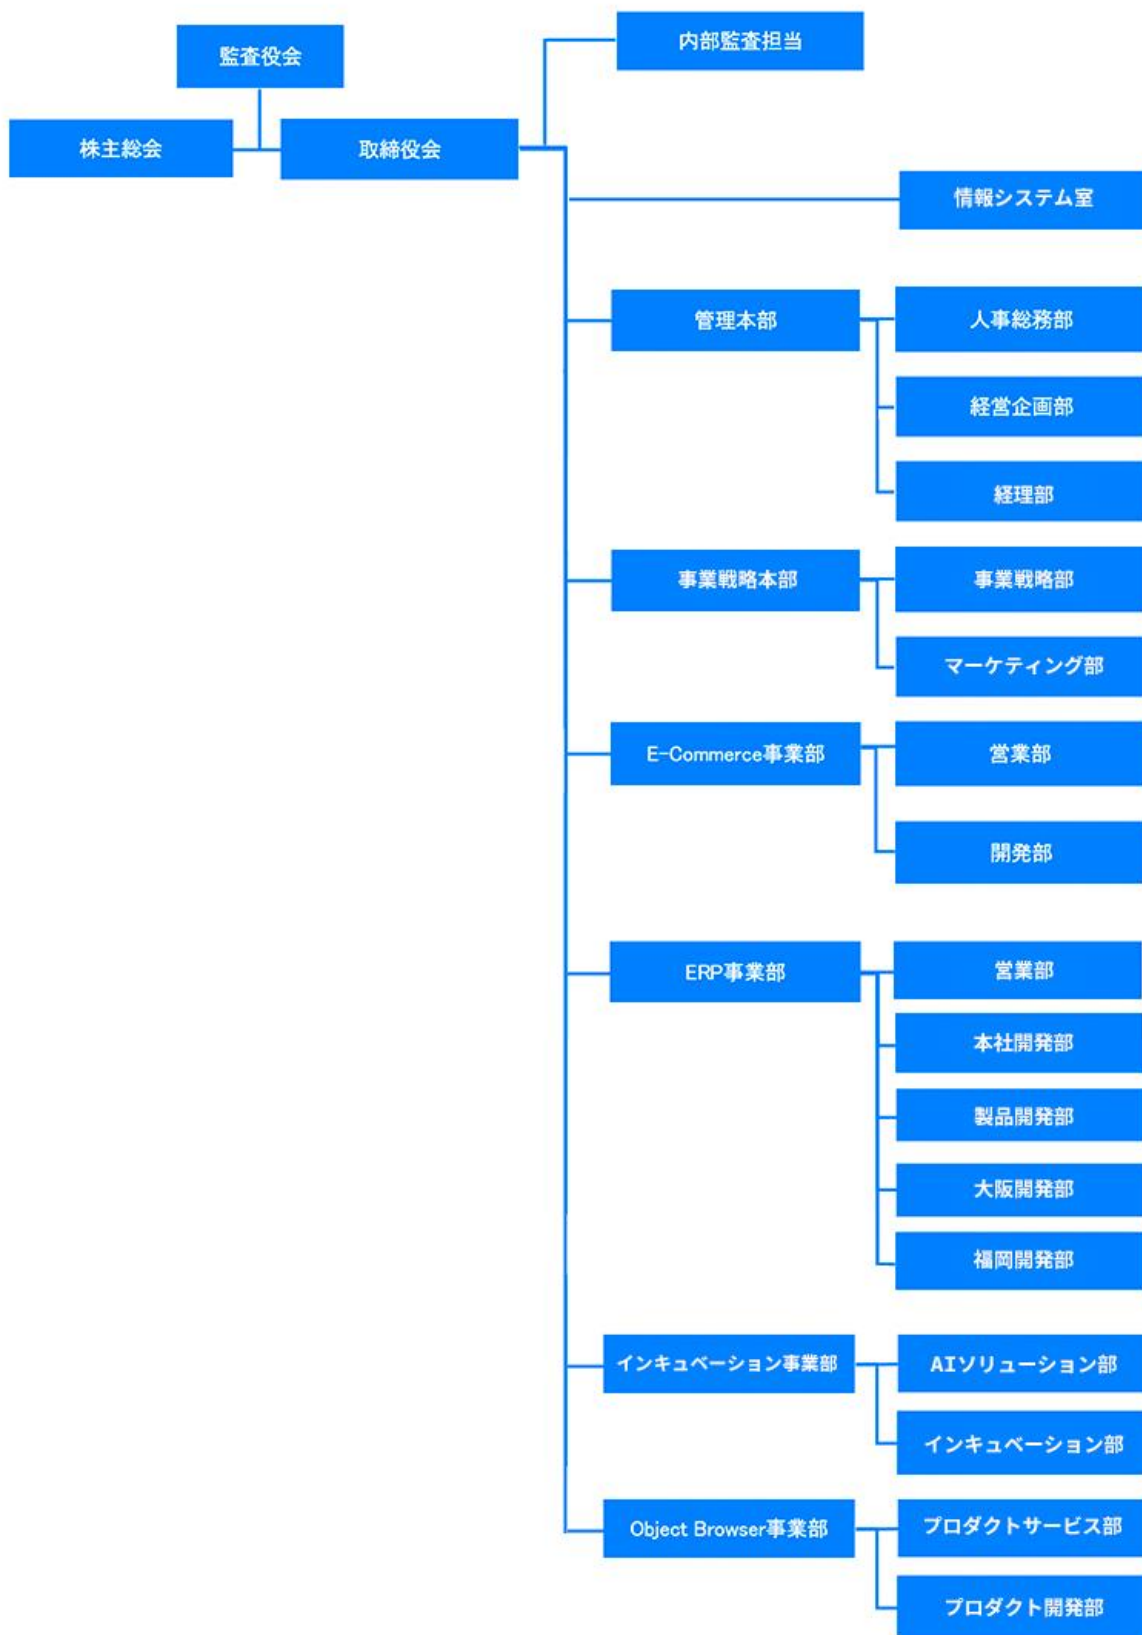 監査役会
内部監査担当
株主総会
取締役会
情報システム室
管理本部
人事総務部
経営企画部
経理部
事業戦略本部
事業戦略部
マーケティング部
E-Commerce事業部
営業部
開発部
ERP事業部
営業部
本社開発部
製品開発部
大阪開発部
福岡開発部
インキュベーション事業部
AIソリューション部
インキュベーション部
Object Browser事業部
プロダクトサービス部
プロダクト開発部